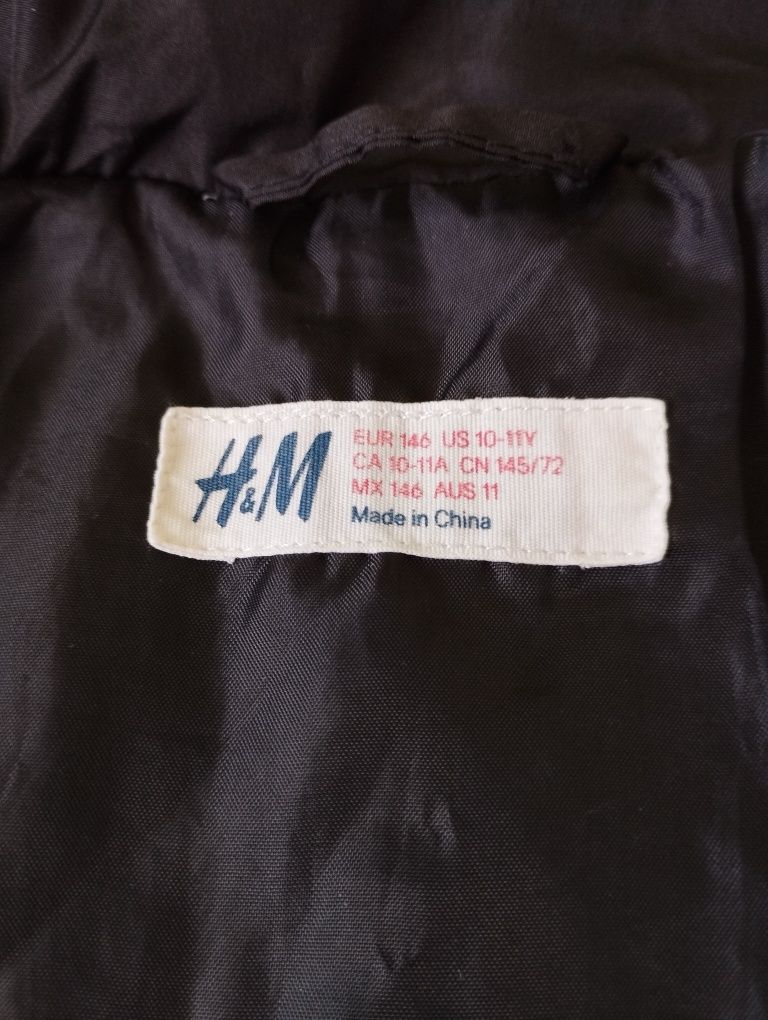 H&M
EUR 146 US 10-11Y
CA 10-11A CN 145/72
MX 146 AUS 11
Made in China